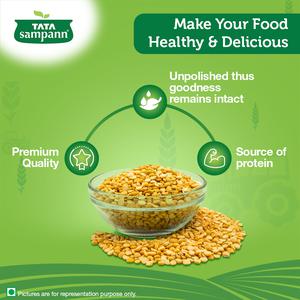 TATA
sampann
Make Your Food
Healthy & Delicious
Unpolished thus
goodness
remains intact
Premium
Quality
Source of
protein
Pictures are for representation purpose only.